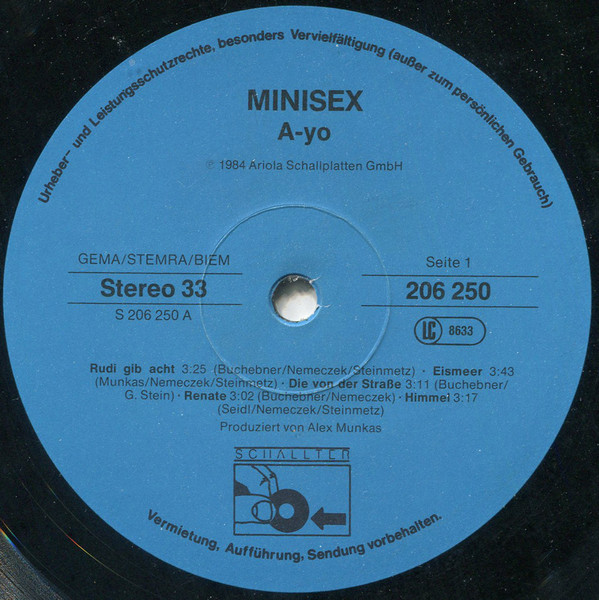 Urheber- und Leistungsschutzrechte, besonders Vervielfältigung (außer zum persönlichen Gebrauch)
MINISEX
A-yo
℗ 1984 Ariola Schallplatten GmbH
GEMA/STEMRA/BIEM
Stereo 33
S 206 250 A
Seite 1
206 250
LC 8633
Rudi gib acht 3:25 (Buchebner/Nemeczek/Steinmetz) · Eismeer 3:43
(Munkas/Nemeczek/Steinmetz) · Die von der Straße 3:11 (Buchebner/
G. Stein) · Renate 3:02 (Buchebner/Nemeczek) · Himmel 3:17
(Seidl/Nemeczek/Steinmetz)
Produziert von Alex Munkas
SCHALLTER
Vermietung, Aufführung, Sendung vorbehalten.